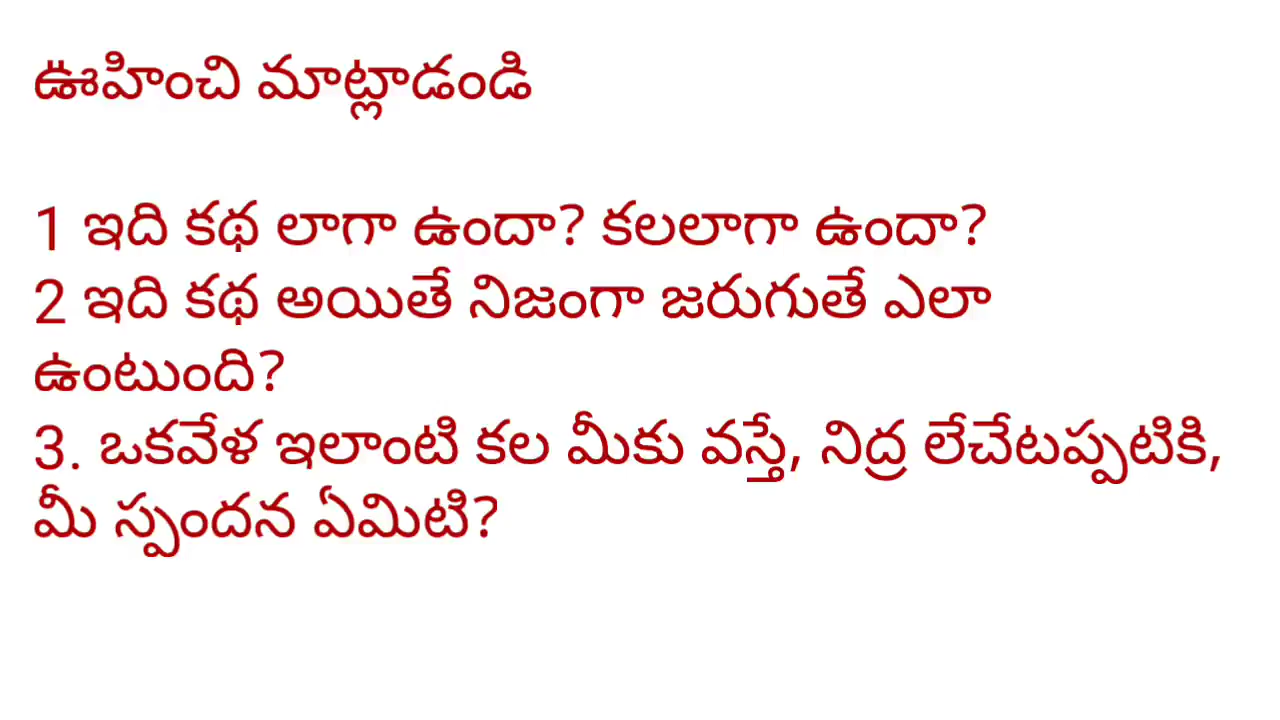 ఊహించి మాట్లాడండి
1 ఇది కథ లాగా ఉందా? కలలాగా ఉందా?
2 ఇది కథ అయితే నిజంగా జరుగుతే ఎలా
ఉంటుంది?
3. ఒకవేళ ఇలాంటి కల మీకు వస్తే, నిద్ర లేచేటప్పటికి,
మీ స్పందన ఏమిటి?